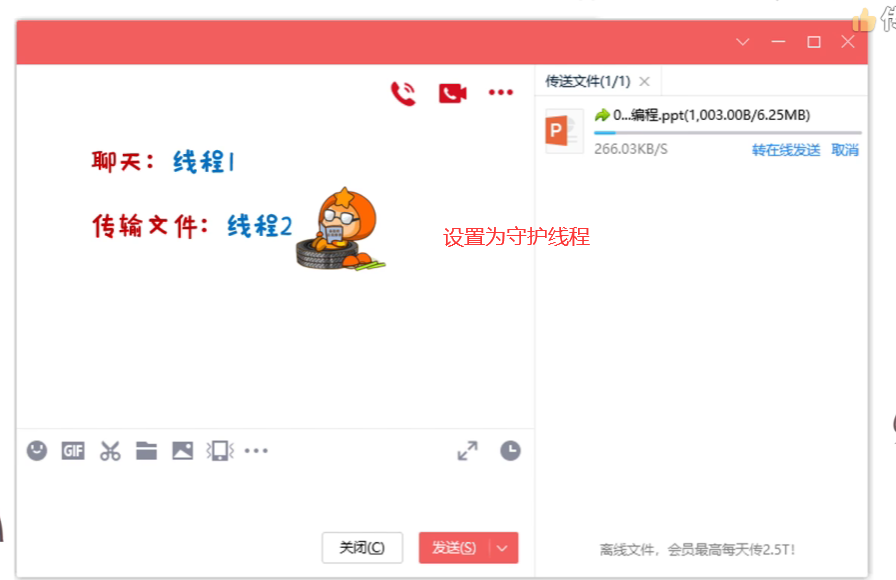 传
传送文件(1/1)
0...编程.ppt(1,003.00B/6.25MB)
266.03KB/S 转在线发送 取消
聊天：线程1
传输文件：线程2
设置为守护线程
GIF
关闭(C) 发送(S)
离线文件，会员最高每天传2.5T!